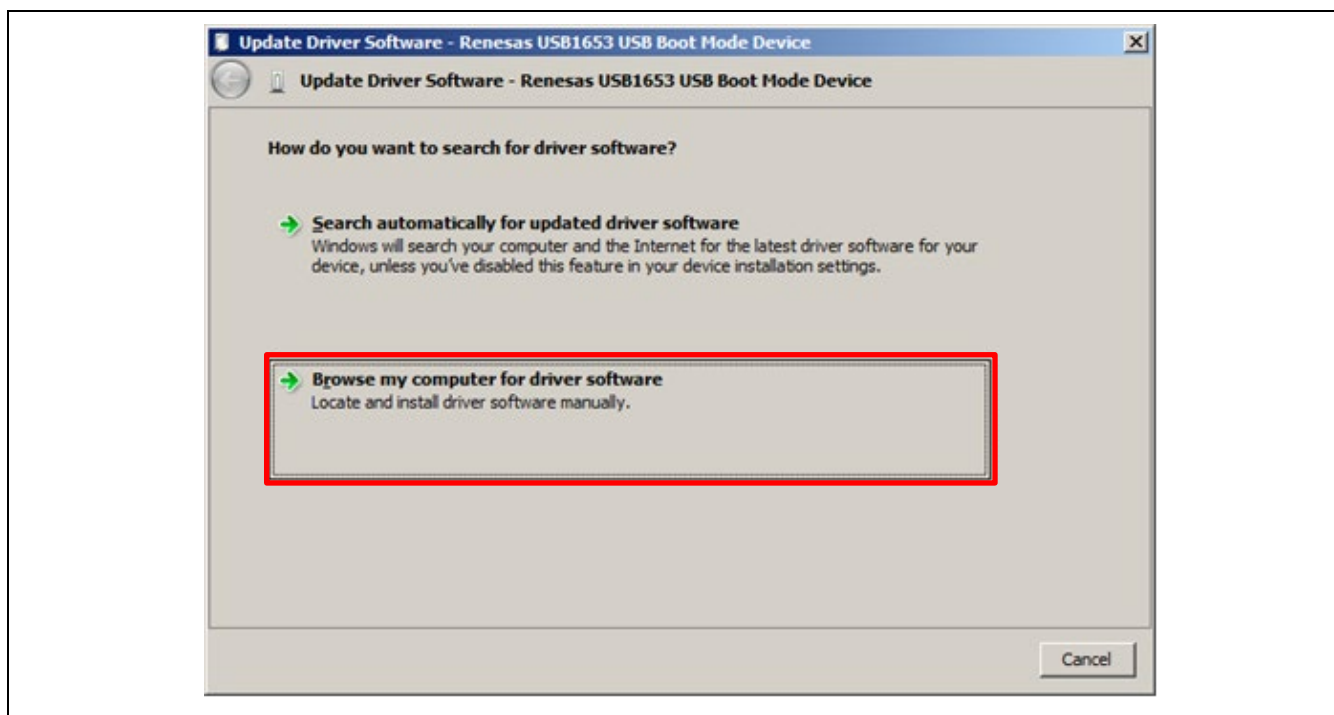 Update Driver Software - Renesas USB1653 USB Boot Mode Device
Update Driver Software - Renesas USB1653 USB Boot Mode Device
How do you want to search for driver software?
Search automatically for updated driver software
Windows will search your computer and the Internet for the latest driver software for your
device, unless you've disabled this feature in your device installation settings.
Browse my computer for driver software
Locate and install driver software manually.
Cancel